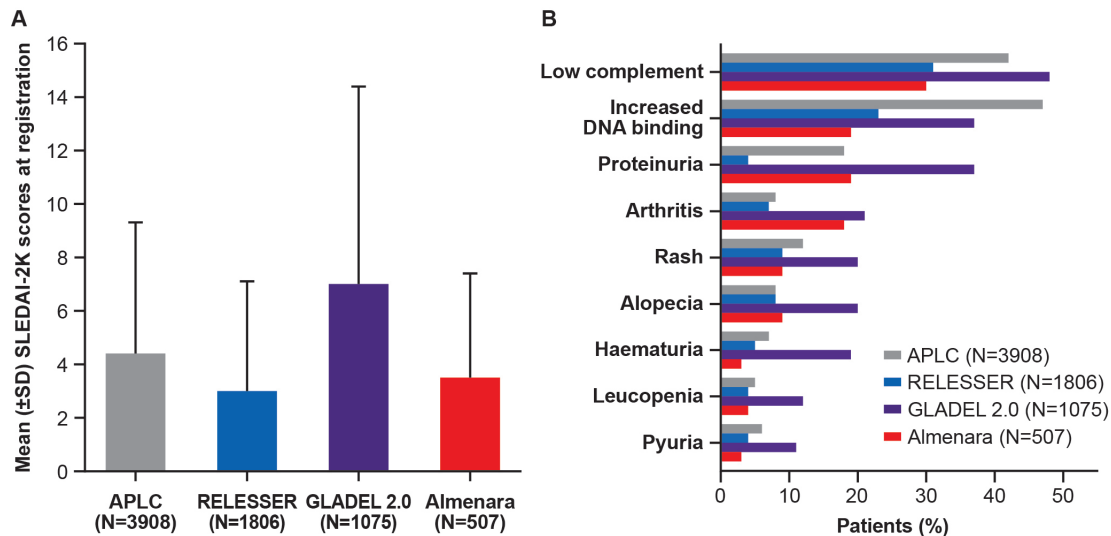 A
Mean (±SD) SLEDAI-2K scores at registration
16
14
12
10
8
6
4
2
0
APLC
(N=3908)
RELESSER
(N=1806)
GLADEL 2.0
(N=1075)
Almenara
(N=507)
B
Low complement
Increased
DNA binding
Proteinuria
Arthritis
Rash
Alopecia
Haematuria
Leucopenia
Pyuria
APLC (N=3908)
RELESSER (N=1806)
GLADEL 2.0 (N=1075)
Almenara (N=507)
0
10
20
30
40
50
Patients (%)